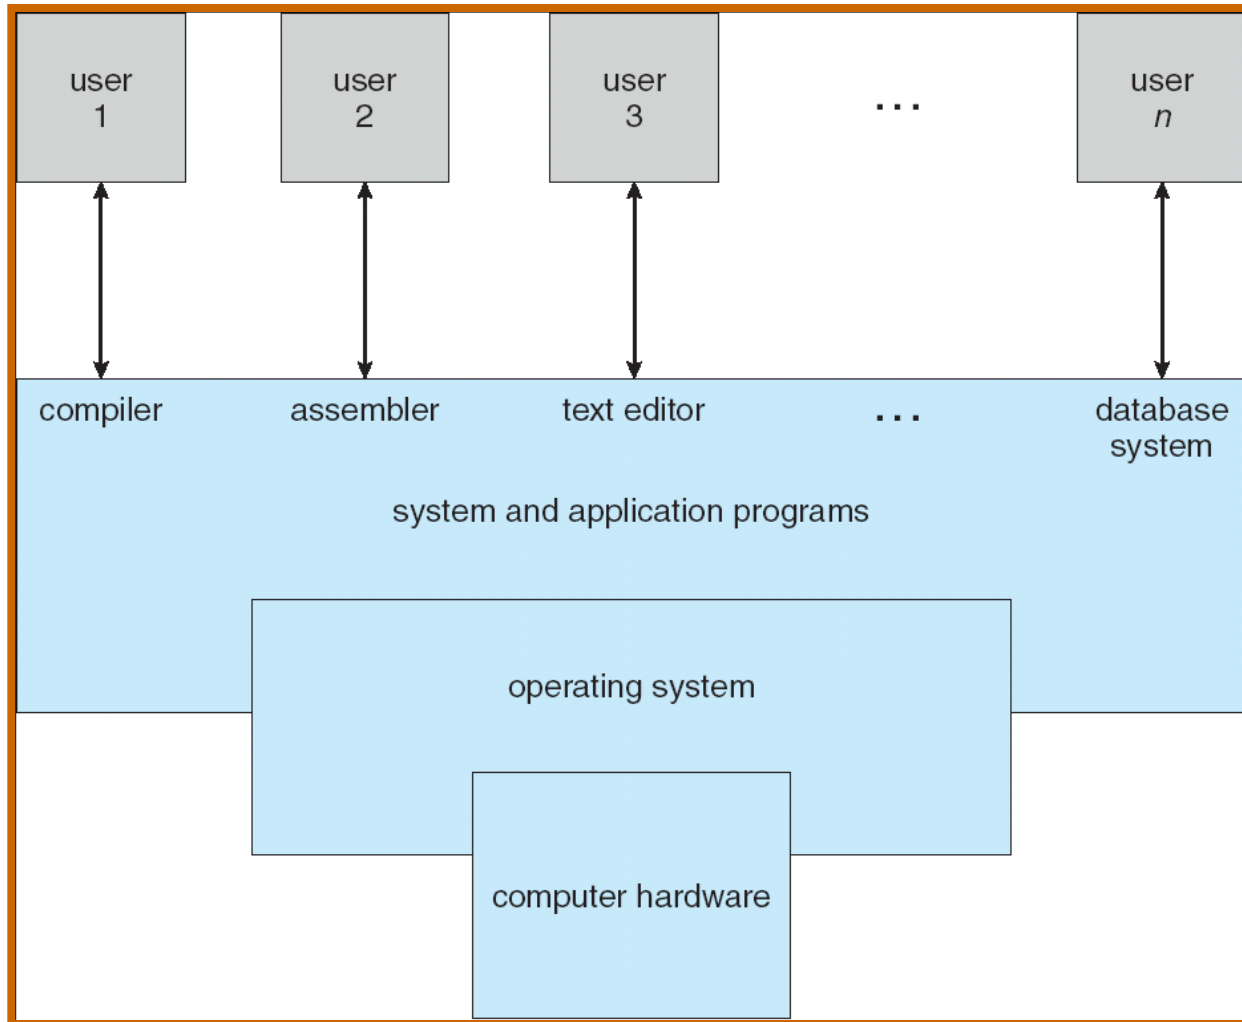 user
1
user
2
user
3
...
user
n
compiler
assembler
text editor
...
database
system
system and application programs
operating system
computer hardware